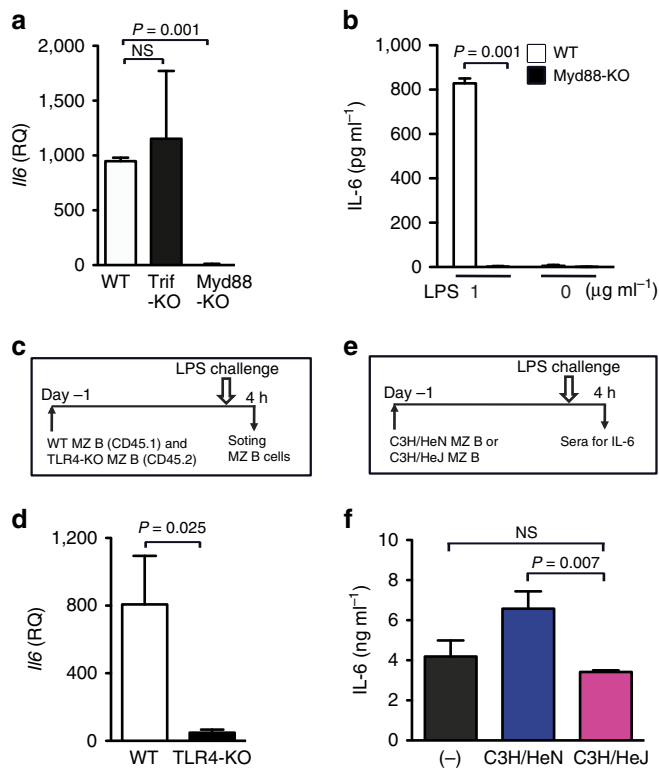 a
P = 0.001
NS
2,000
1,500
1,000
500
0
Il6 (RQ)
WT
Trif
-KO
Myd88
-KO
b
1,000
P = 0.001
WT
Myd88-KO
800
600
400
200
0
IL-6 (pg ml−1)
LPS 1 0 (μg ml−1)
c
LPS challenge
Day −1
4 h
WT MZ B (CD45.1) and
TLR4-KO MZ B (CD45.2)
Soting
MZ B cells
e
LPS challenge
Day −1
4 h
C3H/HeN MZ B or
C3H/HeJ MZ B
Sera for IL-6
d
P = 0.025
1,200
800
400
0
Il6 (RQ)
WT
TLR4-KO
f
NS
P = 0.007
10
8
6
4
2
0
IL-6 (ng ml−1)
(−)
C3H/HeN
C3H/HeJ